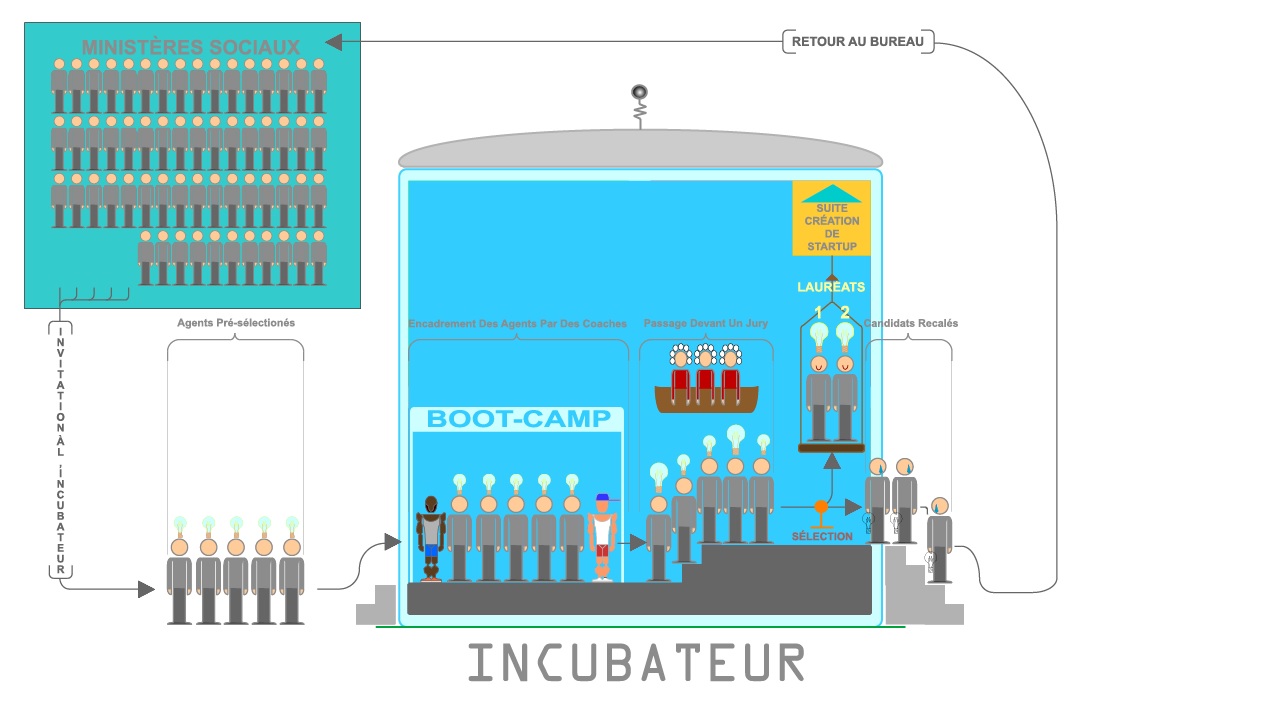 MINISTÈRES SOCIAUX
RETOUR AU BUREAU
SUITE
CRÉATION
DE
STARTUP
LAURÉATS
1 2
Agents Pré-sélectionés
Encadrement Des Agents Par Des Coaches
Passage Devant Un Jury
Candidats Recalés
INVITATION À L'INCUBATEUR
BOOT-CAMP
SÉLECTION
INCUBATEUR